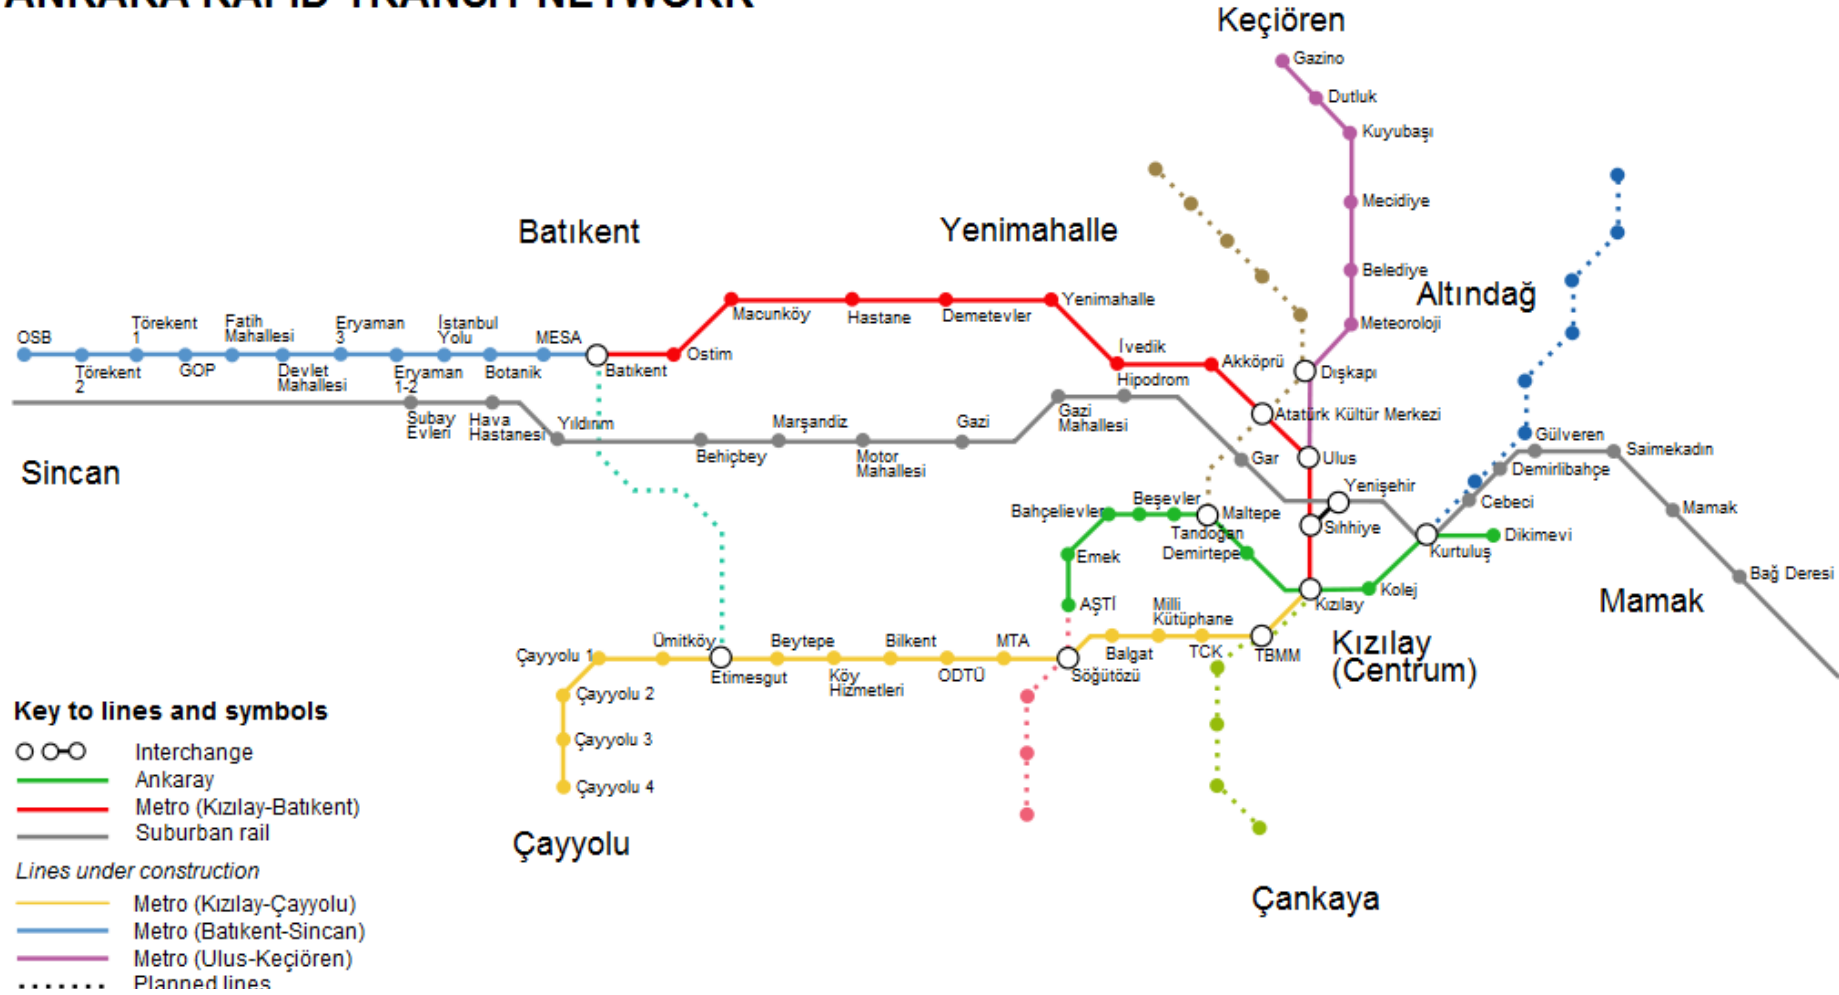 ANKARA RAPID TRANSIT NETWORK
Keçiören
Gazino
Dutluk
Kuyubaşı
Mecidiye
Belediye
Meteoroloji
Dışkapı
Altındağ
Batıkent
Yenimahalle
OSB
Törekent
2
Törekent
1
GOP
Fatih
Mahallesi
Devlet
Mahallesi
Eryaman
3
Eryaman
1-2
İstanbul
Yolu
Botanik
MESA
Batıkent
Ostim
Macunköy
Hastane
Demetevler
Yenimahalle
İvedik
Akköprü
Atatürk Kültür Merkezi
Ulus
Sıhhiye
Kızılay
Sincan
Subay
Evleri
Hava
Hastanesi
Yıldırım
Behiçbey
Marşandiz
Motor
Mahallesi
Gazi
Gazi
Mahallesi
Hipodrom
Gar
Yenişehir
Kurtuluş
Cebeci
Demirlibahçe
Gülveren
Saimekadın
Mamak
Bağ Deresi
Mamak
AŞTİ
Emek
Bahçelievler
Beşevler
Tandoğan
Maltepe
Demirtepe
Kolej
Dikimevi
Kızılay
(Centrum)
Çayyolu 1
Çayyolu 2
Çayyolu 3
Çayyolu 4
Ümitköy
Etimesgut
Beytepe
Köy
Hizmetleri
Bilkent
ODTÜ
MTA
Söğütözü
Balgat
Milli
Kütüphane
TCK
TBMM
Çayyolu
Çankaya
Key to lines and symbols
Interchange
Ankaray
Metro (Kızılay-Batıkent)
Suburban rail
Lines under construction
Metro (Kızılay-Çayyolu)
Metro (Batıkent-Sincan)
Metro (Ulus-Keçiören)
Planned lines